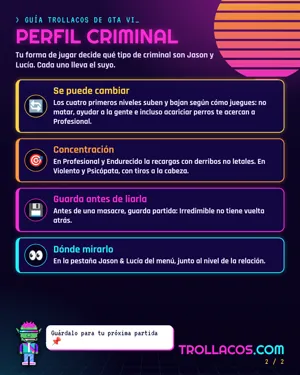 > GUÍA TROLLACOS DE GTA VI_
PERFIL CRIMINAL
Tu forma de jugar decide qué tipo de criminal son Jason y
Lucía. Cada uno lleva el suyo.
Se puede cambiar
Los cuatro primeros niveles suben y bajan según cómo juegues: no
matar, ayudar a la gente e incluso acariciar perros te acercan a
Profesional.
Concentración
En Profesional y Endurecido la recargas con derribos no letales. En
Violento y Psicópata, con tiros a la cabeza.
Guarda antes de liarla
Antes de una masacre, guarda partida: Irredimible no tiene vuelta
atrás.
Dónde mirarlo
En la pestaña Jason & Lucía del menú, junto al nivel de la relación.
Guárdalo para tu próxima partida
TROLLACOS.COM
2 / 2